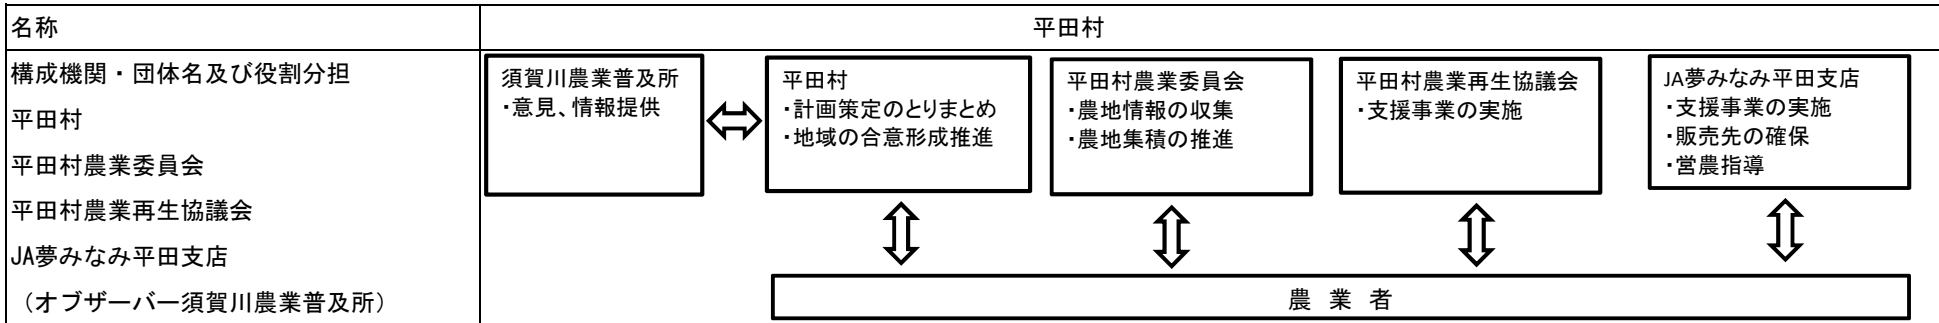 名称
平田村
構成機関・団体名及び役割分担
平田村
平田村農業委員会
平田村農業再生協議会
JA夢みなみ平田支店
（オブザーバー須賀川農業普及所）
須賀川農業普及所
・意見、情報提供
平田村
・計画策定のとりまとめ
・地域の合意形成推進
平田村農業委員会
・農地情報の収集
・農地集積の推進
平田村農業再生協議会
・支援事業の実施
JA夢みなみ平田支店
・支援事業の実施
・販売先の確保
・営農指導
農　業　者